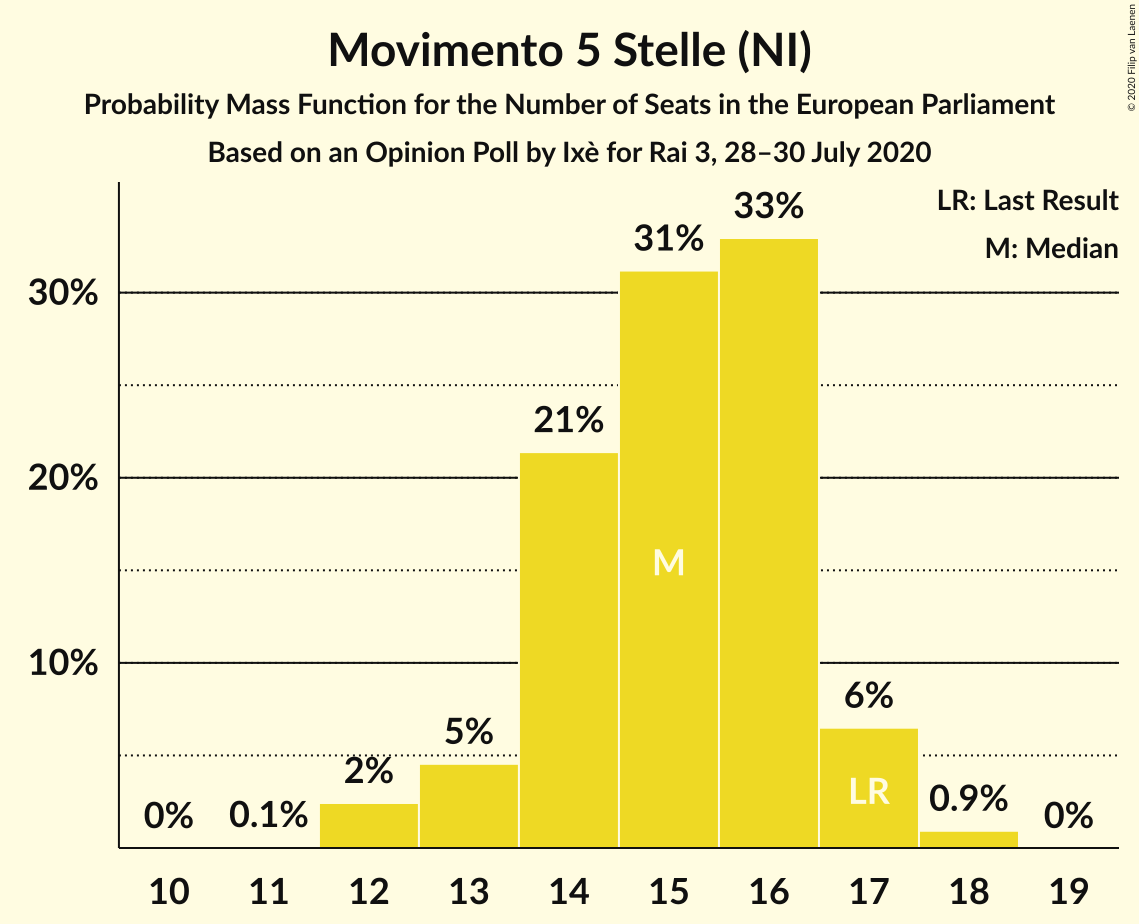 Movimento 5 Stelle (NI)
Probability Mass Function for the Number of Seats in the European Parliament
Based on an Opinion Poll by Ixè for Rai 3, 28–30 July 2020
© 2020 Filip van Laenen
LR: Last Result
M: Median
33%
31%
30%
21%
20%
M
10%
6%
5%
2%
LR
0.9%
0%
0.1%
0%
10 11 12 13 14 15 16 17 18 19